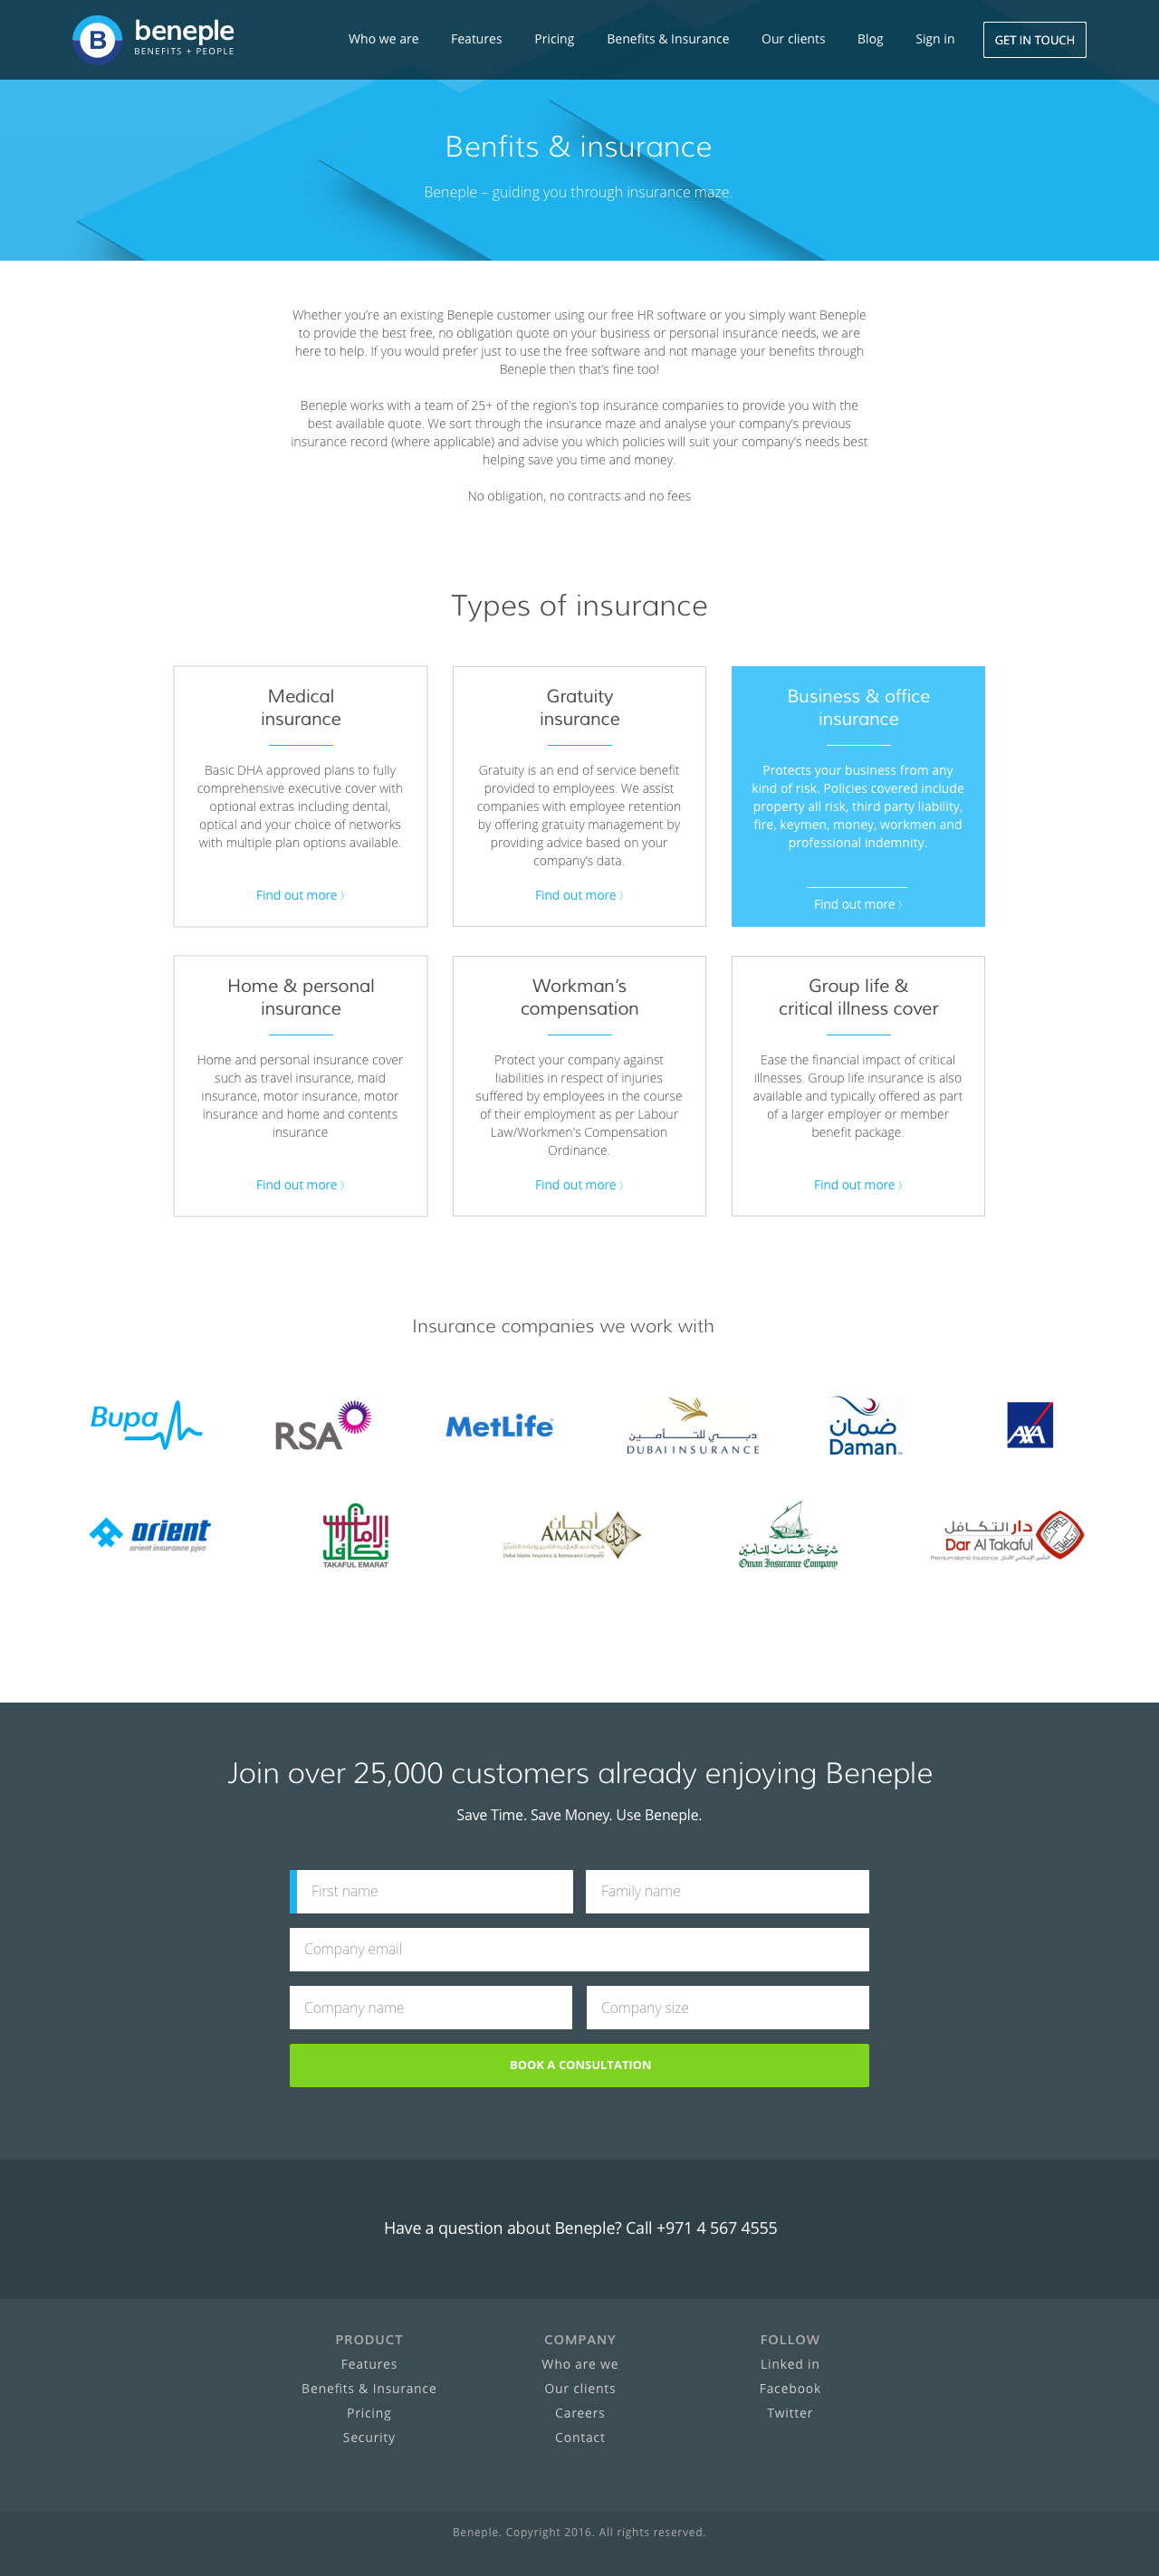 B beneple
BENEFITS + PEOPLE
Who we are Features Pricing Benefits & Insurance Our clients Blog Sign in GET IN TOUCH
Benfits & insurance
Beneple – guiding you through insurance maze.
Whether you’re an existing Beneple customer using our free HR software or you simply want Beneple
to provide the best free, no obligation quote on your business or personal insurance needs, we are
here to help. If you would prefer just to use the free software and not manage your benefits through
Beneple then that’s fine too!
Beneple works with a team of 25+ of the region’s top insurance companies to provide you with the
best available quote. We sort through the insurance maze and analyse your company’s previous
insurance record (where applicable) and advise you which policies will suit your company’s needs best
helping save you time and money.
No obligation, no contracts and no fees
Types of insurance
Medical
insurance
Basic DHA approved plans to fully
comprehensive executive cover with
optional extras including dental,
optical and your choice of networks
with multiple plan options available.
Find out more 〉
Gratuity
insurance
Gratuity is an end of service benefit
provided to employees. We assist
companies with employee retention
by offering gratuity management by
providing advice based on your
company’s data.
Find out more 〉
Business & office
insurance
Protects your business from any
kind of risk. Policies covered include
property all risk, third party liability,
fire, keymen, money, workmen and
professional indemnity.
Find out more 〉
Home & personal
insurance
Home and personal insurance cover
such as travel insurance, maid
insurance, motor insurance, motor
insurance and home and contents
insurance
Find out more 〉
Workman’s
compensation
Protect your company against
liabilities in respect of injuries
suffered by employees in the course
of their employment as per Labour
Law/Workmen's Compensation
Ordinance.
Find out more 〉
Group life &
critical illness cover
Ease the financial impact of critical
illnesses. Group life insurance is also
available and typically offered as part
of a larger employer or member
benefit package.
Find out more 〉
Insurance companies we work with
Bupa
RSA
MetLife
دبي للتأمين
DUBAI INSURANCE
ضمان
Daman
AXA
orient
orient insurance pjsc
TAKAFUL EMARAT
أمان
AMAN
Dubai Islamic Insurance & Reinsurance Company
شركة عمان للتأمين
Oman Insurance Company
دار التكافل
Dar Al Takaful
Premium Islamic Insurance التأمين الإسلامي الأمثل
Join over 25,000 customers already enjoying Beneple
Save Time. Save Money. Use Beneple.
First name Family name
Company email
Company name Company size
BOOK A CONSULTATION
Have a question about Beneple? Call +971 4 567 4555
PRODUCT
Features
Benefits & Insurance
Pricing
Security
COMPANY
Who are we
Our clients
Careers
Contact
FOLLOW
Linked in
Facebook
Twitter
Beneple. Copyright 2016. All rights reserved.